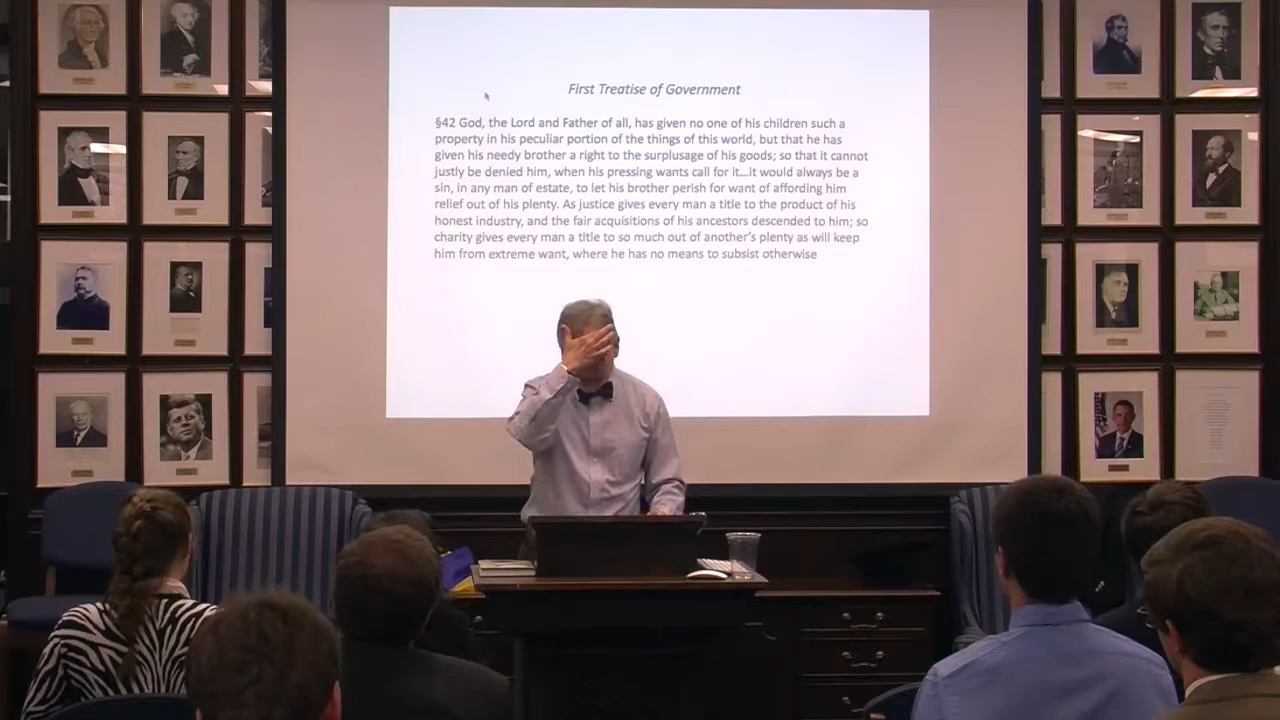 First Treatise of Government
§42 God, the Lord and Father of all, has given no one of his children such a
property in his peculiar portion of the things of this world, but that he has
given his needy brother a right to the surplusage of his goods; so that it cannot
justly be denied him, when his pressing wants call for it...it would always be a
sin, in any man of estate, to let his brother perish for want of affording him
relief out of his plenty. As justice gives every man a title to the product of his
honest industry, and the fair acquisitions of his ancestors descended to him; so
charity gives every man a title to so much out of another's plenty as will keep
him from extreme want, where he has no means to subsist otherwise